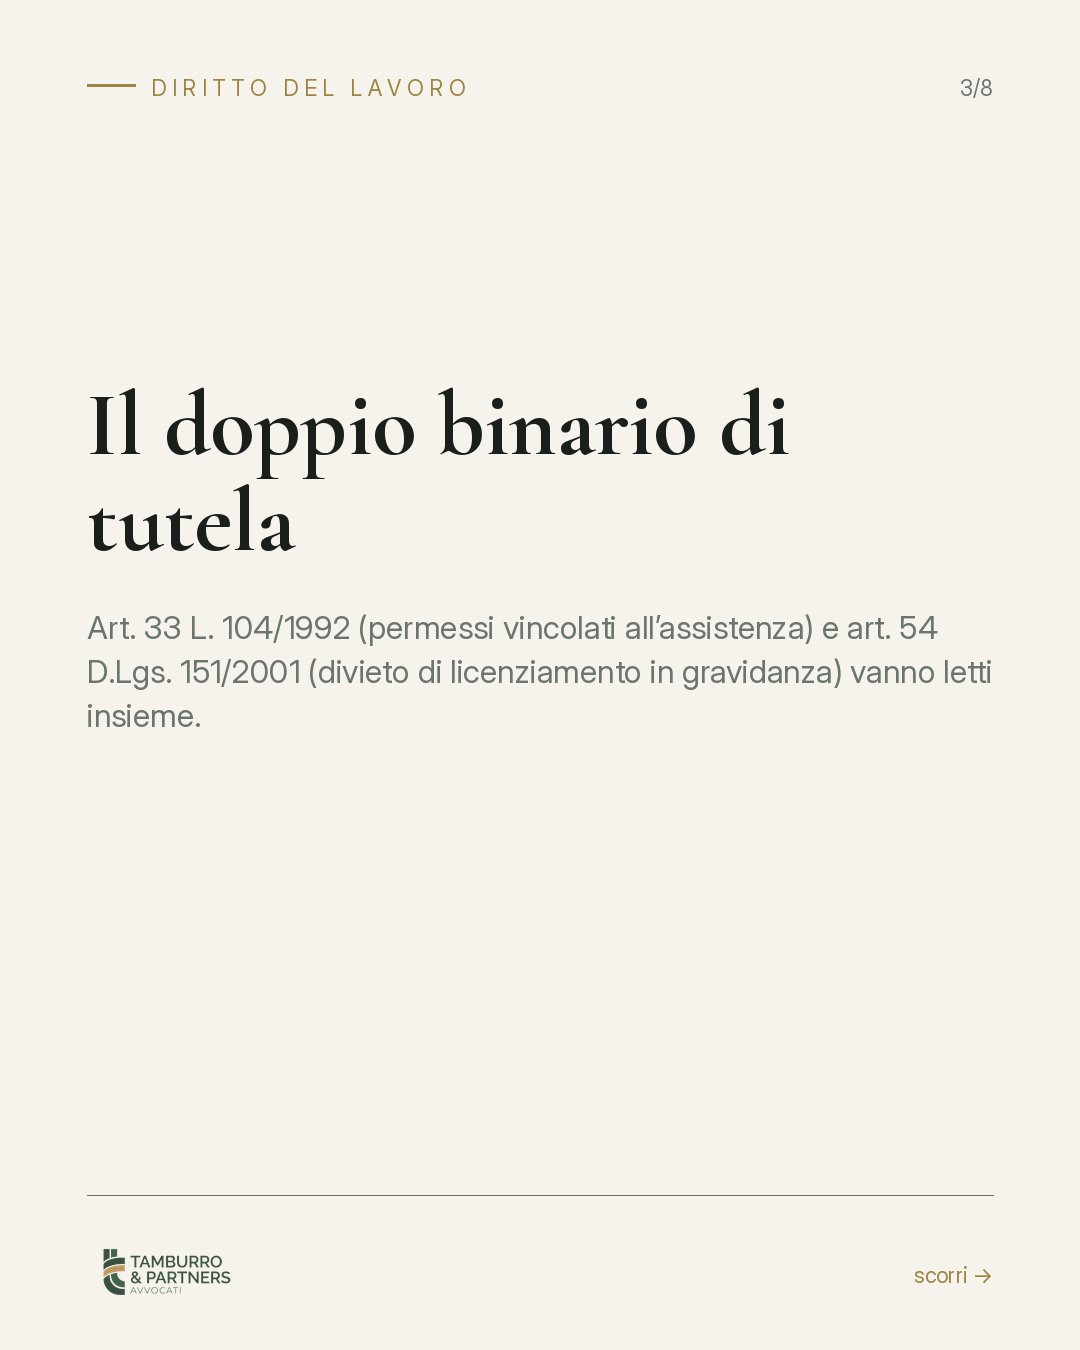 DIRITTO DEL LAVORO
3/8
Il doppio binario di
tutela
Art. 33 L. 104/1992 (permessi vincolati all’assistenza) e art. 54
D.Lgs. 151/2001 (divieto di licenziamento in gravidanza) vanno letti
insieme.
TAMBURRO
& PARTNERS
AVVOCATI
scorri →